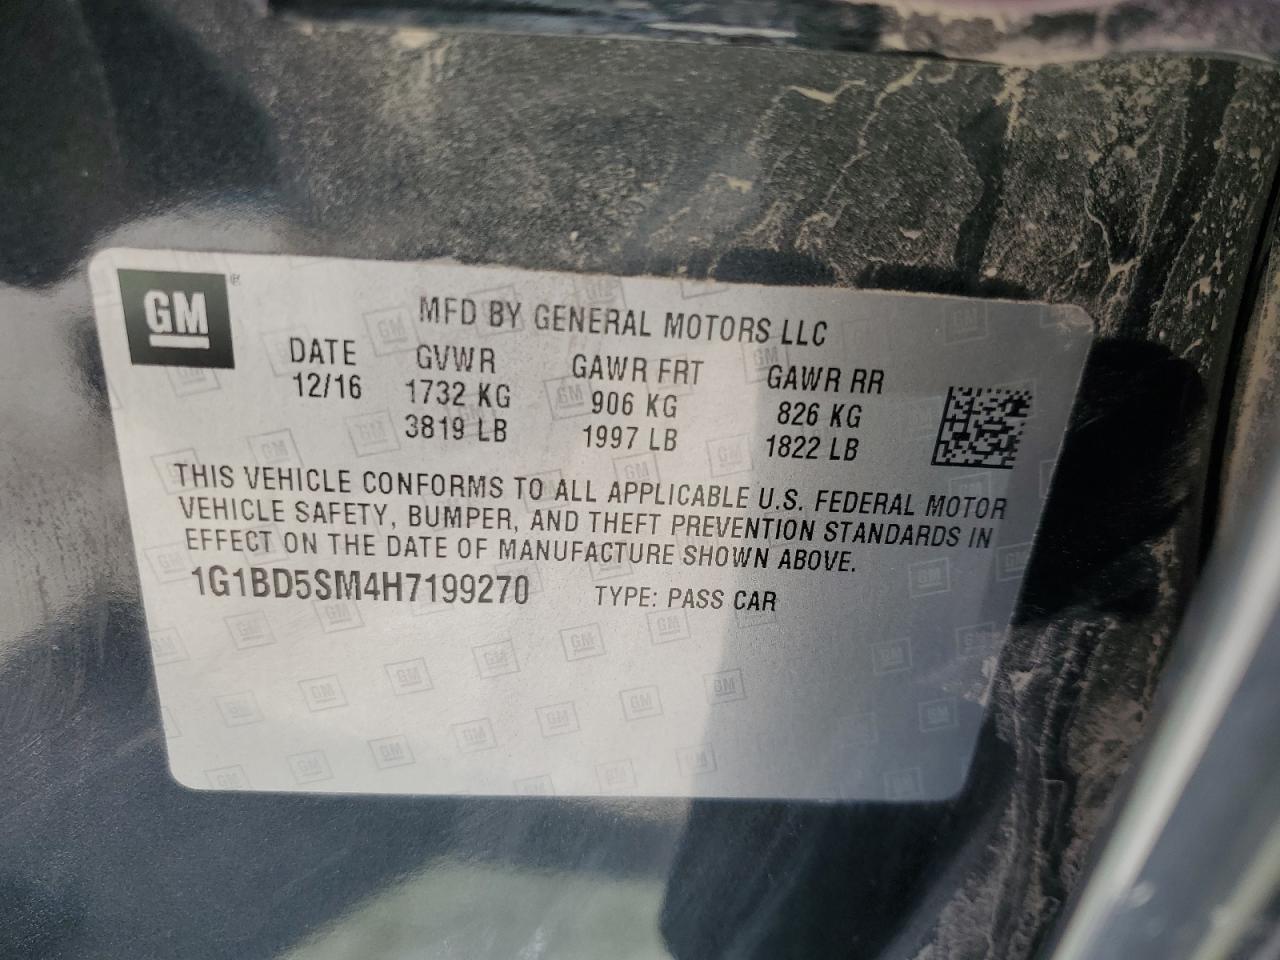 GM ®
MFD BY GENERAL MOTORS LLC
DATE GVWR GAWR FRT GAWR RR
12/16 1732 KG 906 KG 826 KG
3819 LB 1997 LB 1822 LB
THIS VEHICLE CONFORMS TO ALL APPLICABLE U.S. FEDERAL MOTOR
VEHICLE SAFETY, BUMPER, AND THEFT PREVENTION STANDARDS IN
EFFECT ON THE DATE OF MANUFACTURE SHOWN ABOVE.
1G1BD5SM4H7199270 TYPE: PASS CAR